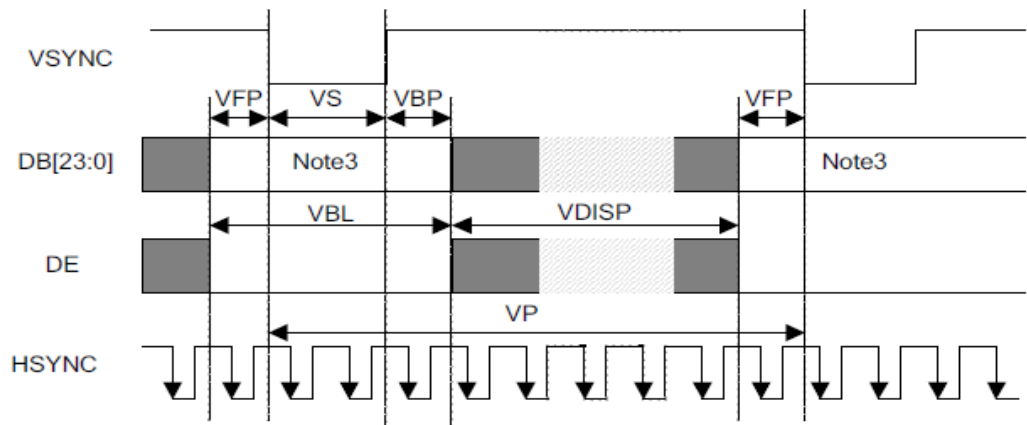 VSYNC
VFP VS VBP VFP
DB[23:0] Note3 Note3
VBL VDISP
DE
VP
HSYNC